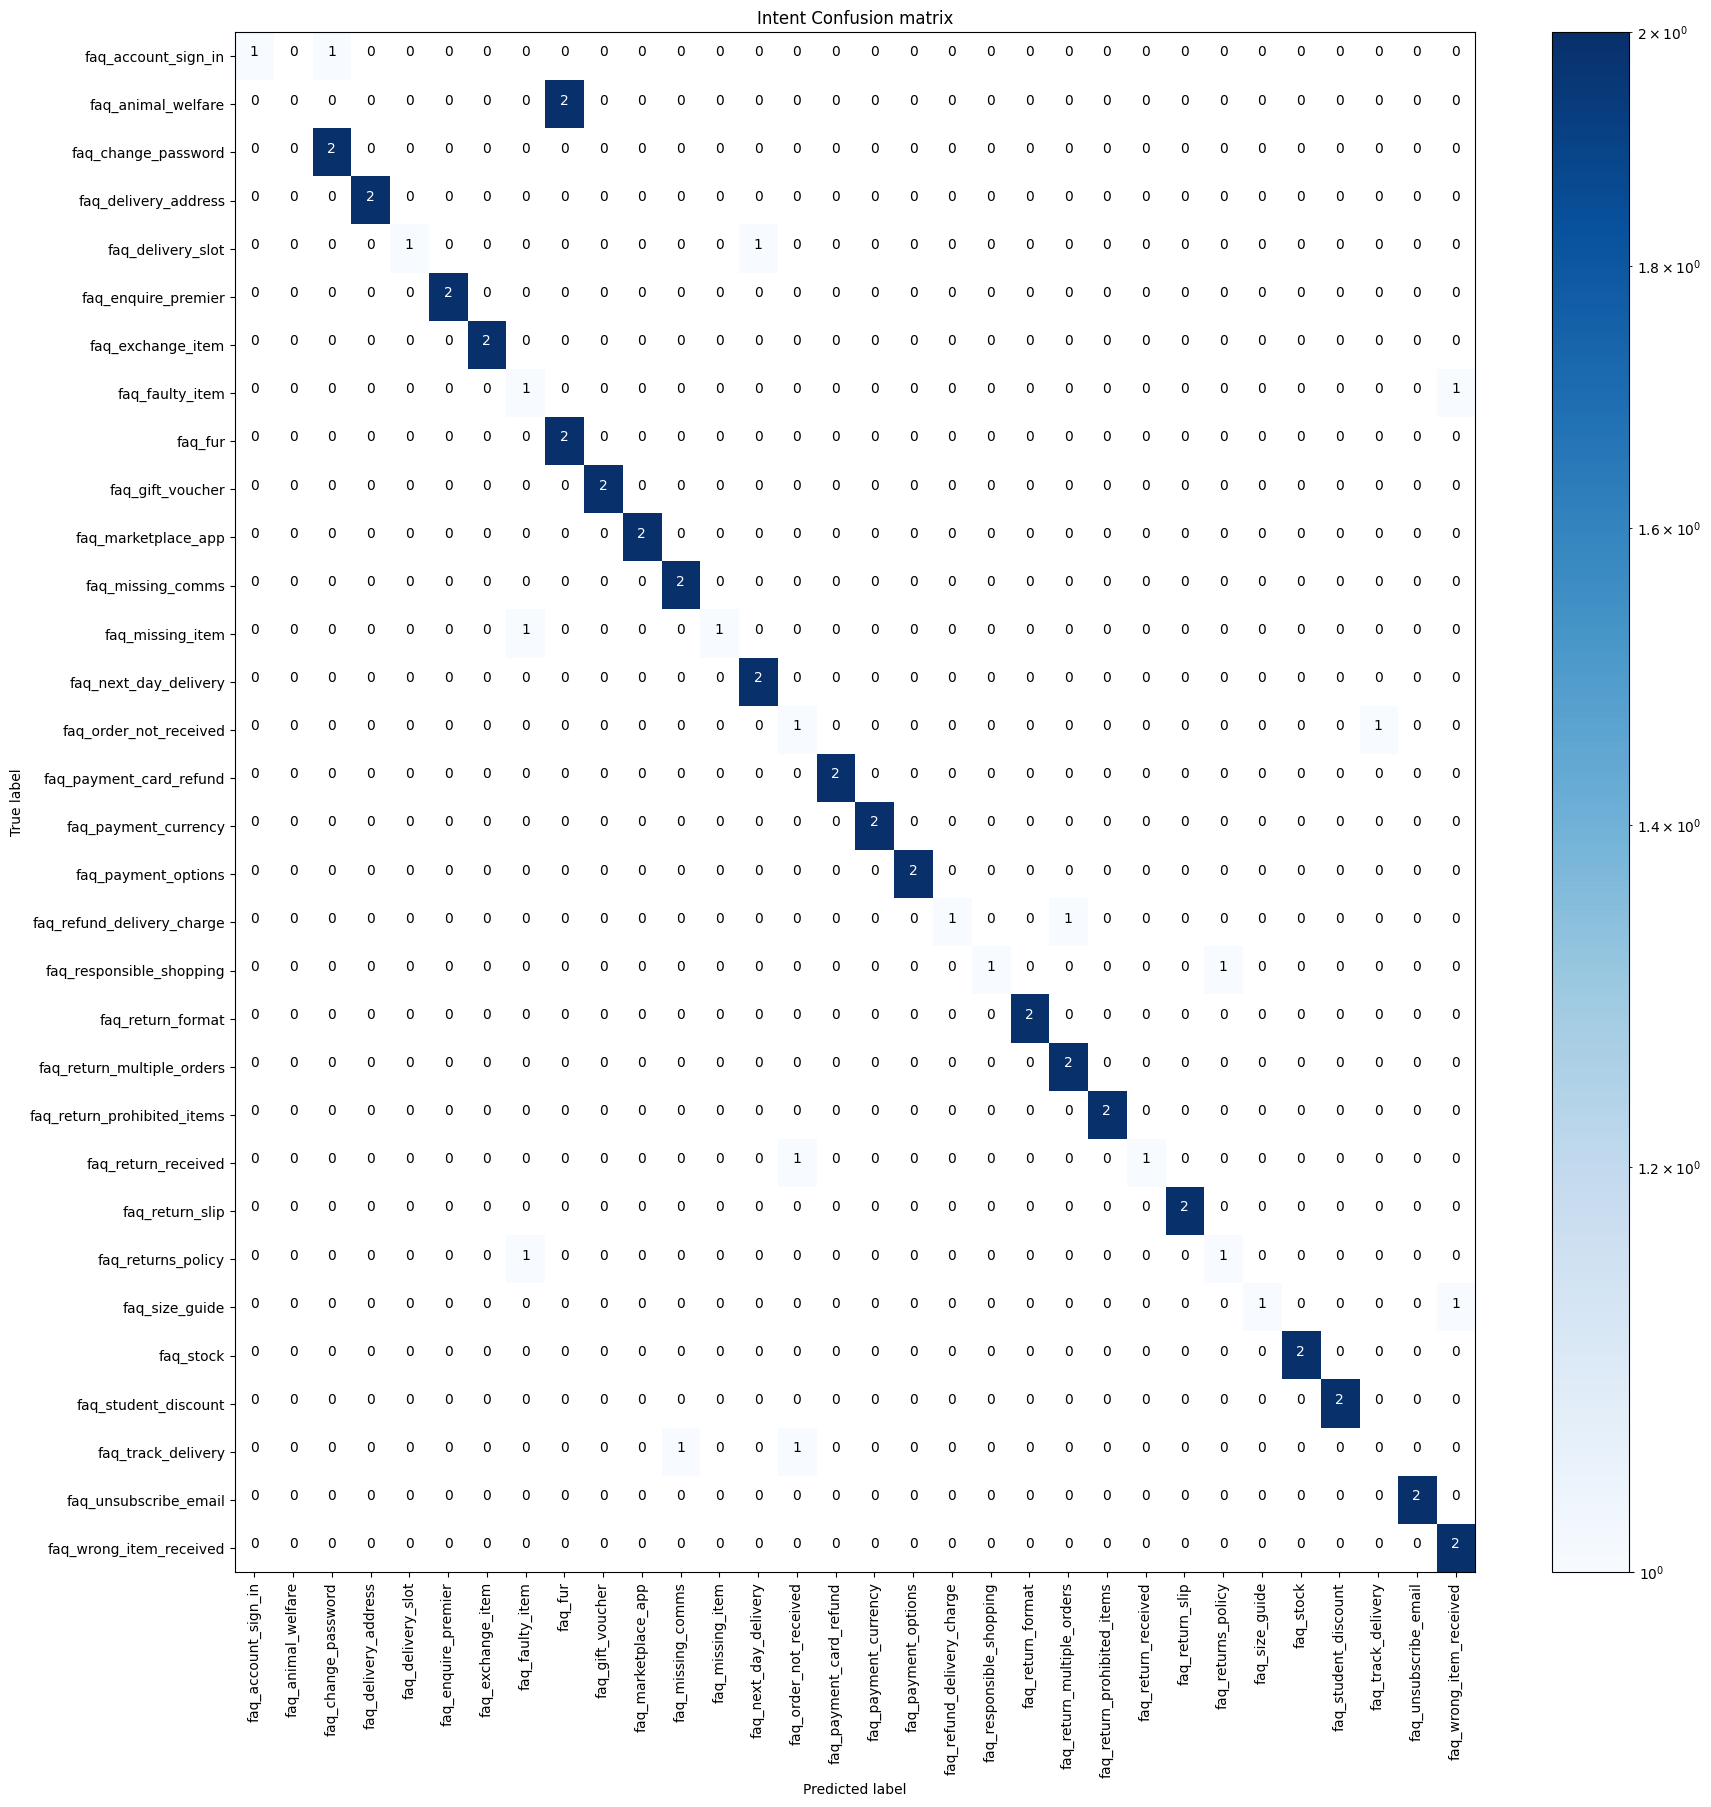 Intent Confusion matrix
faq_account_sign_in 1 0 1 0 0 0 0 0 0 0 0 0 0 0 0 0 0 0 0 0 0 0 0 0 0 0 0 0 0 0 0 0
faq_animal_welfare 0 0 0 0 0 0 0 0 2 0 0 0 0 0 0 0 0 0 0 0 0 0 0 0 0 0 0 0 0 0 0 0
faq_change_password 0 0 2 0 0 0 0 0 0 0 0 0 0 0 0 0 0 0 0 0 0 0 0 0 0 0 0 0 0 0 0 0
faq_delivery_address 0 0 0 2 0 0 0 0 0 0 0 0 0 0 0 0 0 0 0 0 0 0 0 0 0 0 0 0 0 0 0 0
faq_delivery_slot 0 0 0 0 1 0 0 0 0 0 0 0 0 1 0 0 0 0 0 0 0 0 0 0 0 0 0 0 0 0 0 0
faq_enquire_premier 0 0 0 0 0 2 0 0 0 0 0 0 0 0 0 0 0 0 0 0 0 0 0 0 0 0 0 0 0 0 0 0
faq_exchange_item 0 0 0 0 0 0 2 0 0 0 0 0 0 0 0 0 0 0 0 0 0 0 0 0 0 0 0 0 0 0 0 0
faq_faulty_item 0 0 0 0 0 0 0 1 0 0 0 0 0 0 0 0 0 0 0 0 0 0 0 0 0 0 0 0 0 0 0 1
faq_fur 0 0 0 0 0 0 0 0 2 0 0 0 0 0 0 0 0 0 0 0 0 0 0 0 0 0 0 0 0 0 0 0
faq_gift_voucher 0 0 0 0 0 0 0 0 0 2 0 0 0 0 0 0 0 0 0 0 0 0 0 0 0 0 0 0 0 0 0 0
faq_marketplace_app 0 0 0 0 0 0 0 0 0 0 2 0 0 0 0 0 0 0 0 0 0 0 0 0 0 0 0 0 0 0 0 0
faq_missing_comms 0 0 0 0 0 0 0 0 0 0 0 2 0 0 0 0 0 0 0 0 0 0 0 0 0 0 0 0 0 0 0 0
faq_missing_item 0 0 0 0 0 0 0 1 0 0 0 0 1 0 0 0 0 0 0 0 0 0 0 0 0 0 0 0 0 0 0 0
faq_next_day_delivery 0 0 0 0 0 0 0 0 0 0 0 0 0 2 0 0 0 0 0 0 0 0 0 0 0 0 0 0 0 0 0 0
faq_order_not_received 0 0 0 0 0 0 0 0 0 0 0 0 0 0 1 0 0 0 0 0 0 0 0 0 0 0 0 0 0 1 0 0
faq_payment_card_refund 0 0 0 0 0 0 0 0 0 0 0 0 0 0 0 2 0 0 0 0 0 0 0 0 0 0 0 0 0 0 0 0
faq_payment_currency 0 0 0 0 0 0 0 0 0 0 0 0 0 0 0 0 2 0 0 0 0 0 0 0 0 0 0 0 0 0 0 0
faq_payment_options 0 0 0 0 0 0 0 0 0 0 0 0 0 0 0 0 0 2 0 0 0 0 0 0 0 0 0 0 0 0 0 0
faq_refund_delivery_charge 0 0 0 0 0 0 0 0 0 0 0 0 0 0 0 0 0 0 1 0 0 1 0 0 0 0 0 0 0 0 0 0
faq_responsible_shopping 0 0 0 0 0 0 0 0 0 0 0 0 0 0 0 0 0 0 0 1 0 0 0 0 0 1 0 0 0 0 0 0
faq_return_format 0 0 0 0 0 0 0 0 0 0 0 0 0 0 0 0 0 0 0 0 2 0 0 0 0 0 0 0 0 0 0 0
faq_return_multiple_orders 0 0 0 0 0 0 0 0 0 0 0 0 0 0 0 0 0 0 0 0 0 2 0 0 0 0 0 0 0 0 0 0
faq_return_prohibited_items 0 0 0 0 0 0 0 0 0 0 0 0 0 0 0 0 0 0 0 0 0 0 2 0 0 0 0 0 0 0 0 0
faq_return_received 0 0 0 0 0 0 0 0 0 0 0 0 0 0 1 0 0 0 0 0 0 0 0 1 0 0 0 0 0 0 0 0
faq_return_slip 0 0 0 0 0 0 0 0 0 0 0 0 0 0 0 0 0 0 0 0 0 0 0 0 2 0 0 0 0 0 0 0
faq_returns_policy 0 0 0 0 0 0 0 1 0 0 0 0 0 0 0 0 0 0 0 0 0 0 0 0 0 1 0 0 0 0 0 0
faq_size_guide 0 0 0 0 0 0 0 0 0 0 0 0 0 0 0 0 0 0 0 0 0 0 0 0 0 0 1 0 0 0 0 1
faq_stock 0 0 0 0 0 0 0 0 0 0 0 0 0 0 0 0 0 0 0 0 0 0 0 0 0 0 0 2 0 0 0 0
faq_student_discount 0 0 0 0 0 0 0 0 0 0 0 0 0 0 0 0 0 0 0 0 0 0 0 0 0 0 0 0 2 0 0 0
faq_track_delivery 0 0 0 0 0 0 0 0 0 0 0 1 0 0 1 0 0 0 0 0 0 0 0 0 0 0 0 0 0 0 0 0
faq_unsubscribe_email 0 0 0 0 0 0 0 0 0 0 0 0 0 0 0 0 0 0 0 0 0 0 0 0 0 0 0 0 0 0 2 0
faq_wrong_item_received 0 0 0 0 0 0 0 0 0 0 0 0 0 0 0 0 0 0 0 0 0 0 0 0 0 0 0 0 0 0 0 2
True label
faq_account_sign_in
faq_animal_welfare
faq_change_password
faq_delivery_address
faq_delivery_slot
faq_enquire_premier
faq_exchange_item
faq_faulty_item
faq_fur
faq_gift_voucher
faq_marketplace_app
faq_missing_comms
faq_missing_item
faq_next_day_delivery
faq_order_not_received
faq_payment_card_refund
faq_payment_currency
faq_payment_options
faq_refund_delivery_charge
faq_responsible_shopping
faq_return_format
faq_return_multiple_orders
faq_return_prohibited_items
faq_return_received
faq_return_slip
faq_returns_policy
faq_size_guide
faq_stock
faq_student_discount
faq_track_delivery
faq_unsubscribe_email
faq_wrong_item_received
Predicted label
2 × 10⁰
1.8 × 10⁰
1.6 × 10⁰
1.4 × 10⁰
1.2 × 10⁰
10⁰